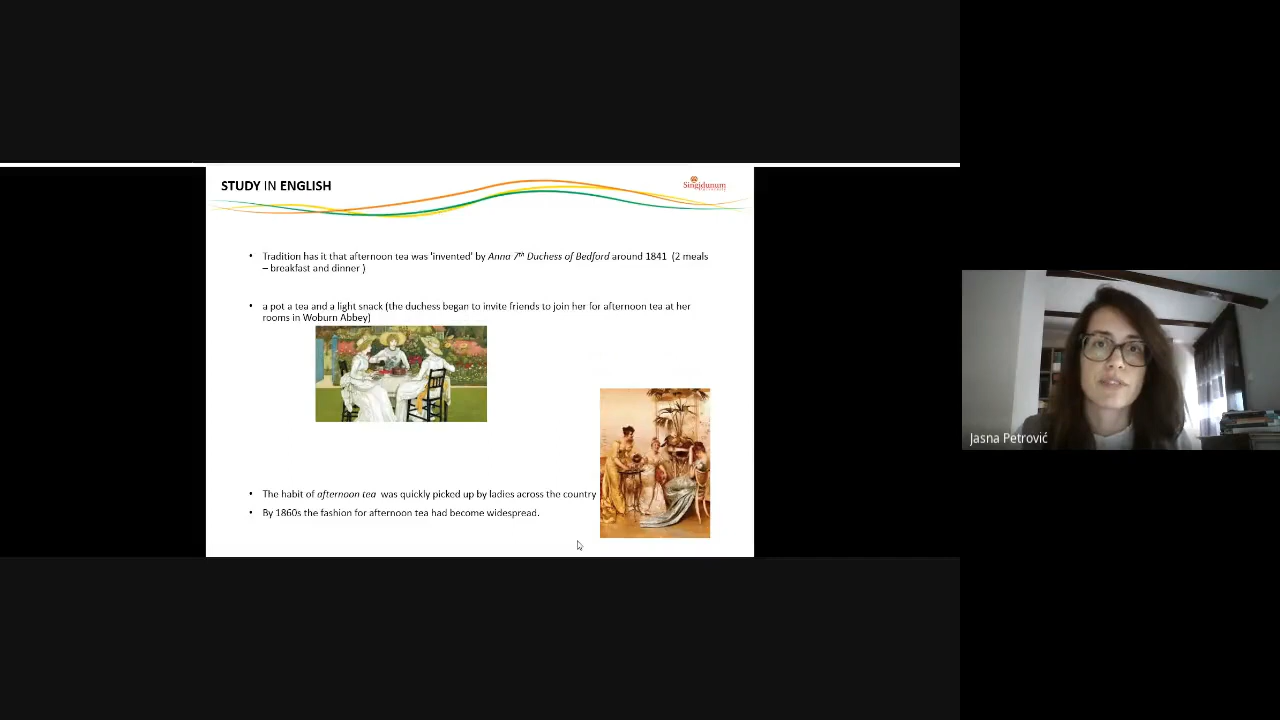 STUDY IN ENGLISH
Singidunum
• Tradition has it that afternoon tea was 'invented' by Anna 7th Duchess of Bedford around 1841 (2 meals
– breakfast and dinner )
• a pot a tea and a light snack (the duchess began to invite friends to join her for afternoon tea at her
rooms in Woburn Abbey)
• The habit of afternoon tea was quickly picked up by ladies across the country
• By 1860s the fashion for afternoon tea had become widespread.
Jasna Petrović